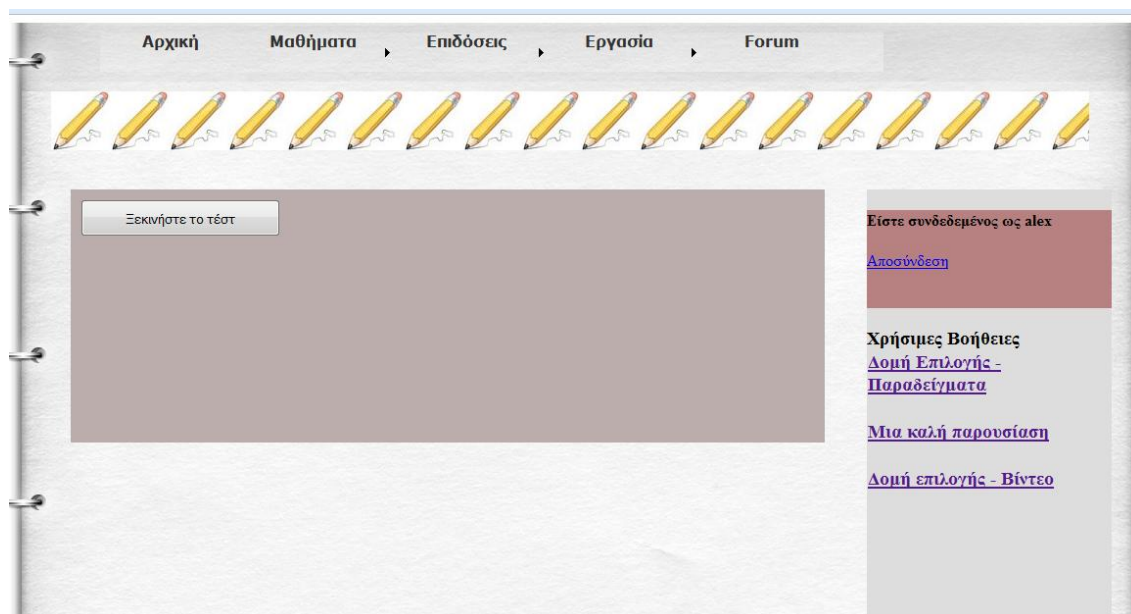 Αρχική Μαθήματα Επιδόσεις Εργασία Forum
Ξεκινήστε το τέστ
Είστε συνδεδεμένος ως alex
Αποσύνδεση
Χρήσιμες Βοήθειες
Δομή Επιλογής -
Παραδείγματα
Μια καλή παρουσίαση
Δομή επιλογής - Βίντεο